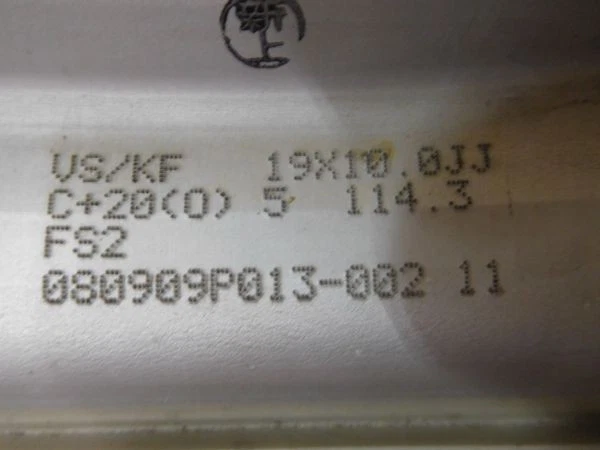 VS/KF 19X10.0JJ
C+20(O) 5 114.3
FS2
080909P013-002 11